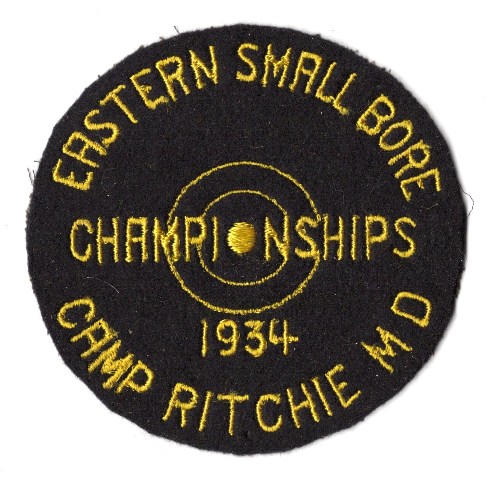 EASTERN SMALL BORE
CHAMPIONSHIPS
1934
CAMP RITCHIE MD